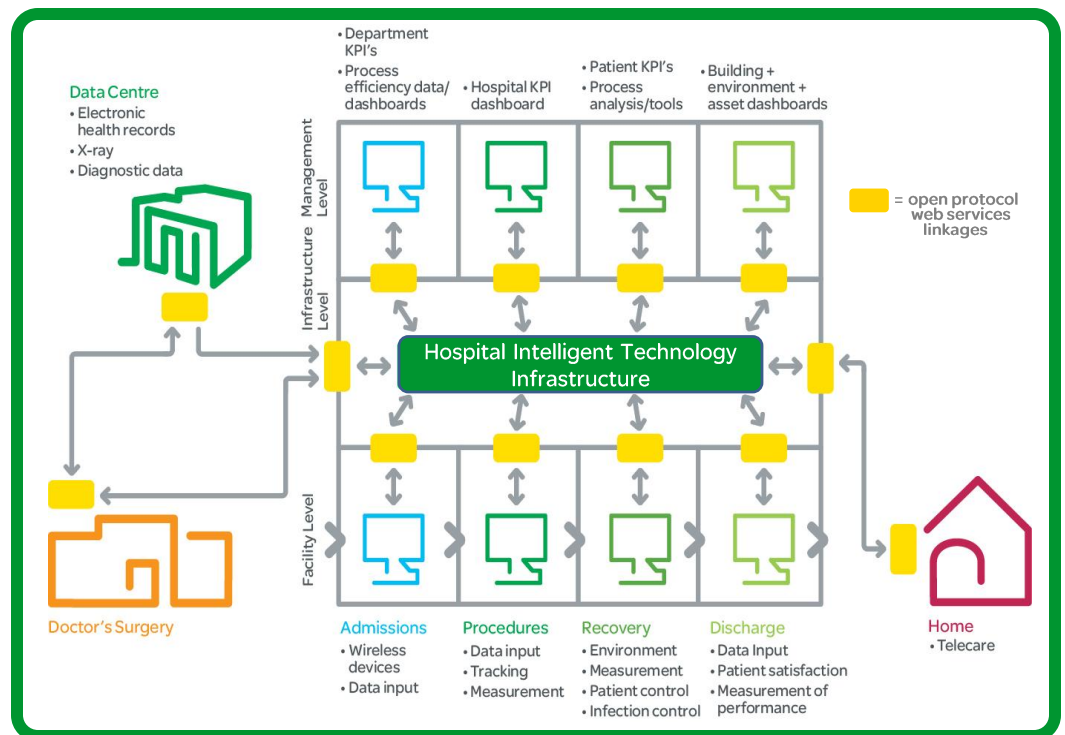 • Department
KPI's
• Process
efficiency data/
dashboards
• Hospital KPI
dashboard
• Patient KPI's
• Process
analysis/tools
• Building +
environment +
asset dashboards
Data Centre
• Electronic
health records
• X-ray
• Diagnostic data
Management
Level
= open protocol
web services
linkages
Infrastructure
Level
Hospital Intelligent Technology
Infrastructure
Facility Level
Doctor's Surgery
Admissions
• Wireless
devices
• Data input
Procedures
• Data input
• Tracking
• Measurement
Recovery
• Environment
• Measurement
• Patient control
• Infection control
Discharge
• Data Input
• Patient satisfaction
• Measurement of
performance
Home
• Telecare